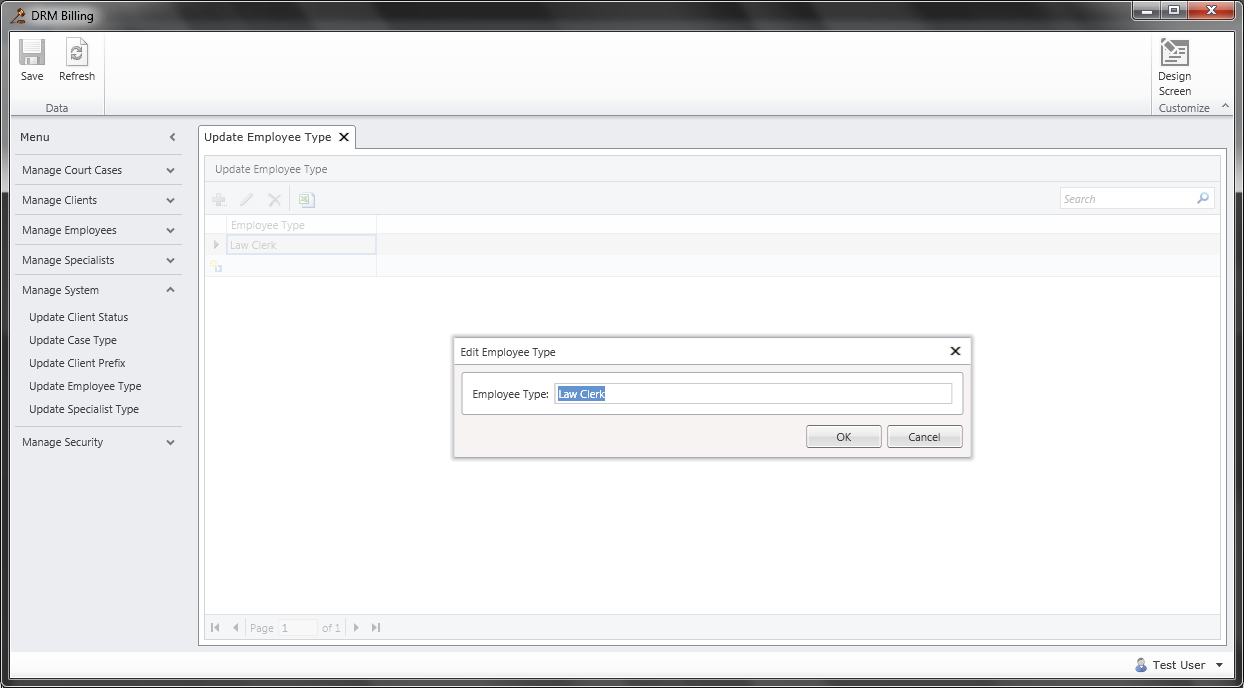 DRM Billing
Save
Refresh
Data
Design
Screen
Customize
Menu
Manage Court Cases
Manage Clients
Manage Employees
Manage Specialists
Manage System
Update Client Status
Update Case Type
Update Client Prefix
Update Employee Type
Update Specialist Type
Manage Security
Update Employee Type
Update Employee Type
Search
Employee Type
Law Clerk
Edit Employee Type
Employee Type: Law Clerk
OK
Cancel
Page 1 of 1
Test User